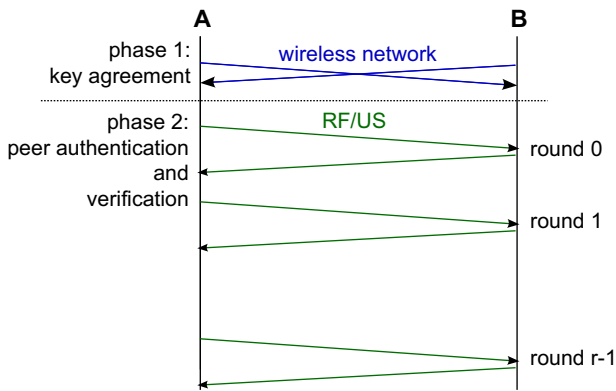 A
B
phase 1:
key agreement
wireless network
phase 2:
peer authentication
and
verification
RF/US
round 0
round 1
round r-1